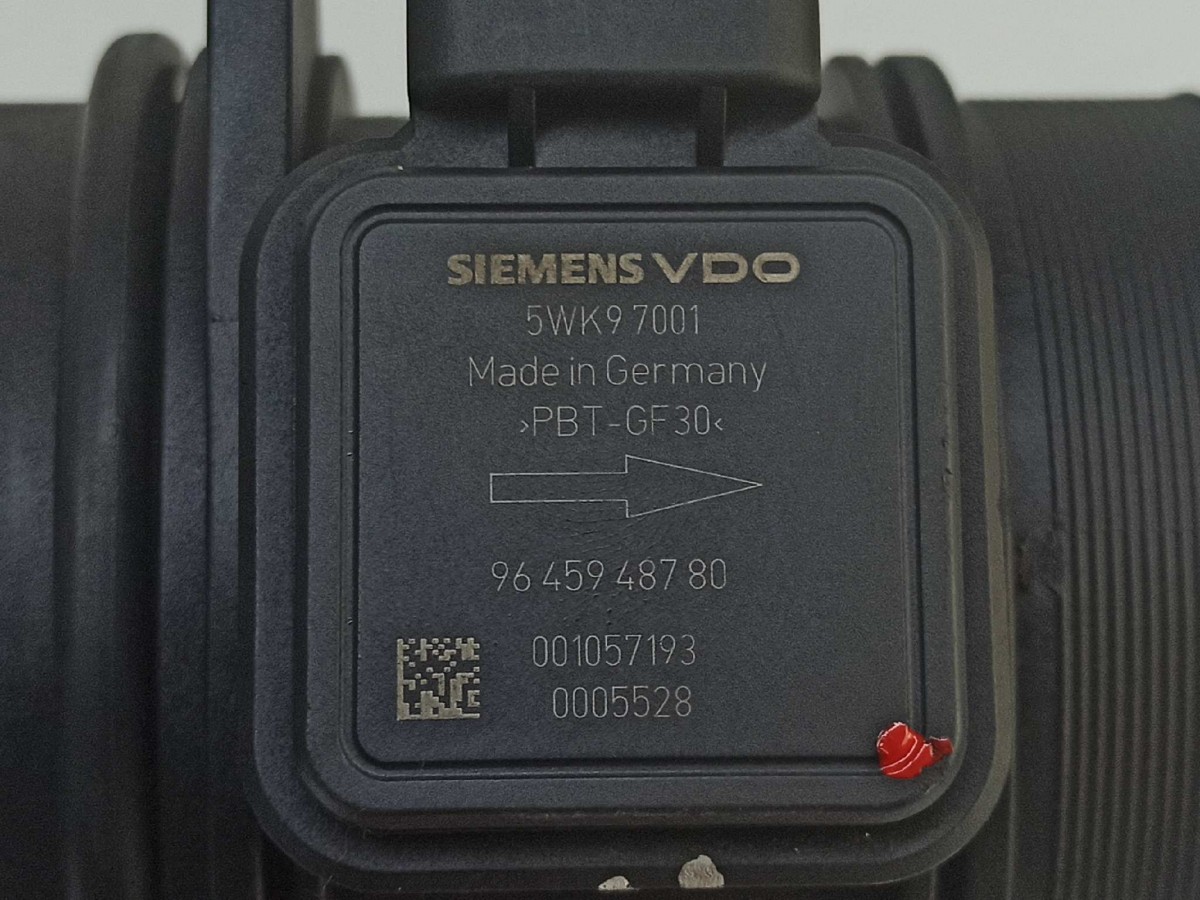 SIEMENS VDO
5WK9 7001
Made in Germany
›PBT-GF30‹
96 459 487 80
001057193
0005528